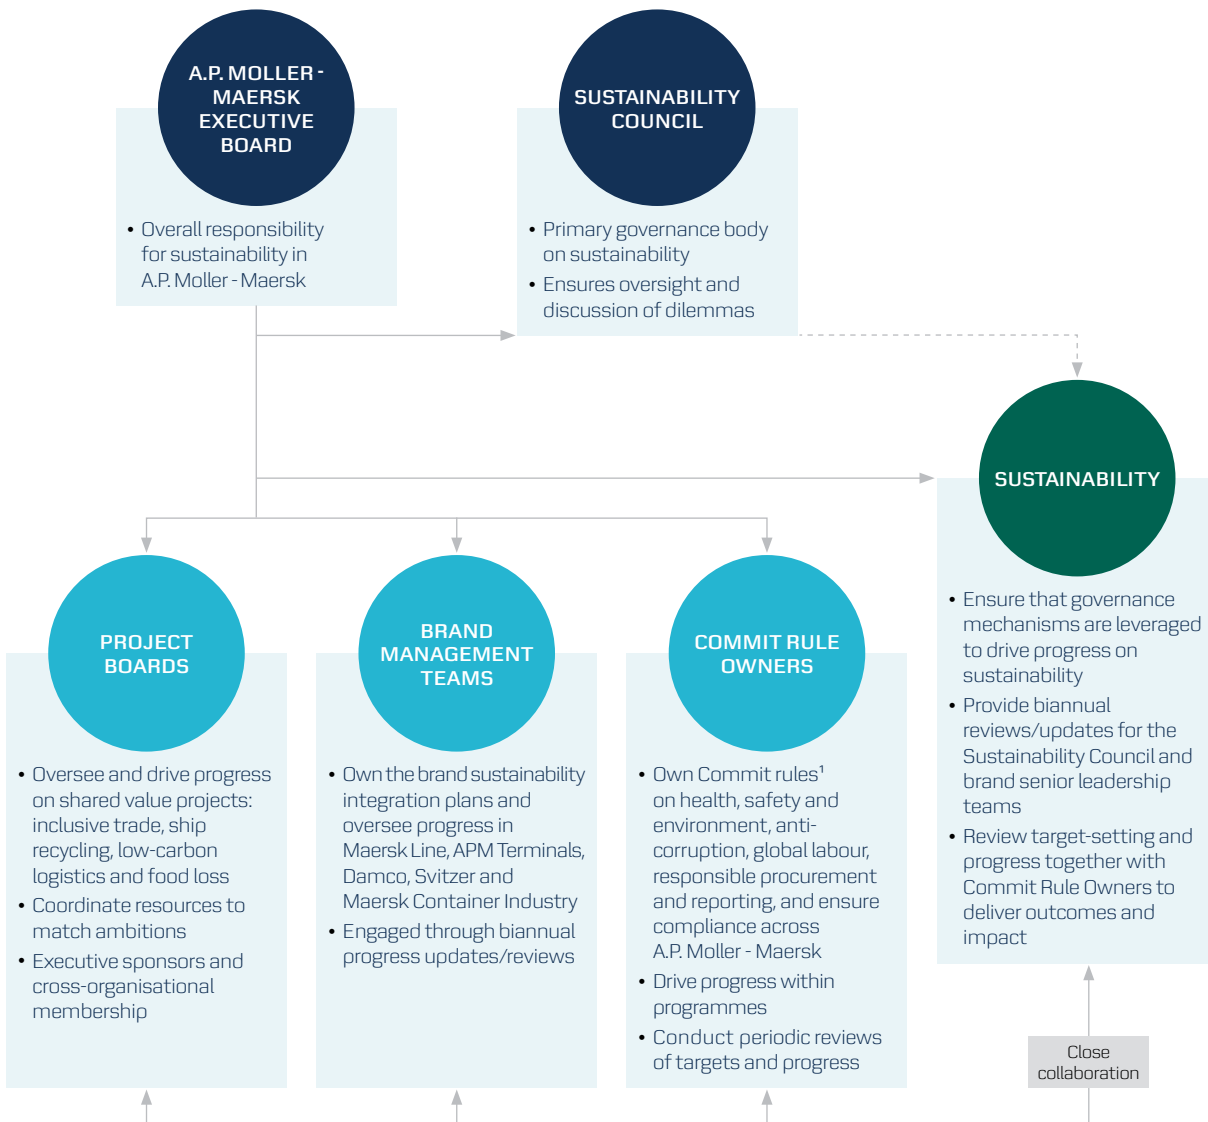 A.P. MOLLER -
MAERSK
EXECUTIVE
BOARD
• Overall responsibility
for sustainability in
A.P. Moller - Maersk
SUSTAINABILITY
COUNCIL
• Primary governance body
on sustainability
• Ensures oversight and
discussion of dilemmas
SUSTAINABILITY
• Ensure that governance
mechanisms are leveraged
to drive progress on
sustainability
• Provide biannual
reviews/updates for the
Sustainability Council and
brand senior leadership
teams
• Review target-setting and
progress together with
Commit Rule Owners to
deliver outcomes and
impact
PROJECT
BOARDS
• Oversee and drive progress
on shared value projects:
inclusive trade, ship
recycling, low-carbon
logistics and food loss
• Coordinate resources to
match ambitions
• Executive sponsors and
cross-organisational
membership
BRAND
MANAGEMENT
TEAMS
• Own the brand sustainability
integration plans and
oversee progress in
Maersk Line, APM Terminals,
Damco, Svitzer and
Maersk Container Industry
• Engaged through biannual
progress updates/reviews
COMMIT RULE
OWNERS
• Own Commit rules¹
on health, safety and
environment, anti-
corruption, global labour,
responsible procurement
and reporting, and ensure
compliance across
A.P. Moller - Maersk
• Drive progress within
programmes
• Conduct periodic reviews
of targets and progress
Close
collaboration